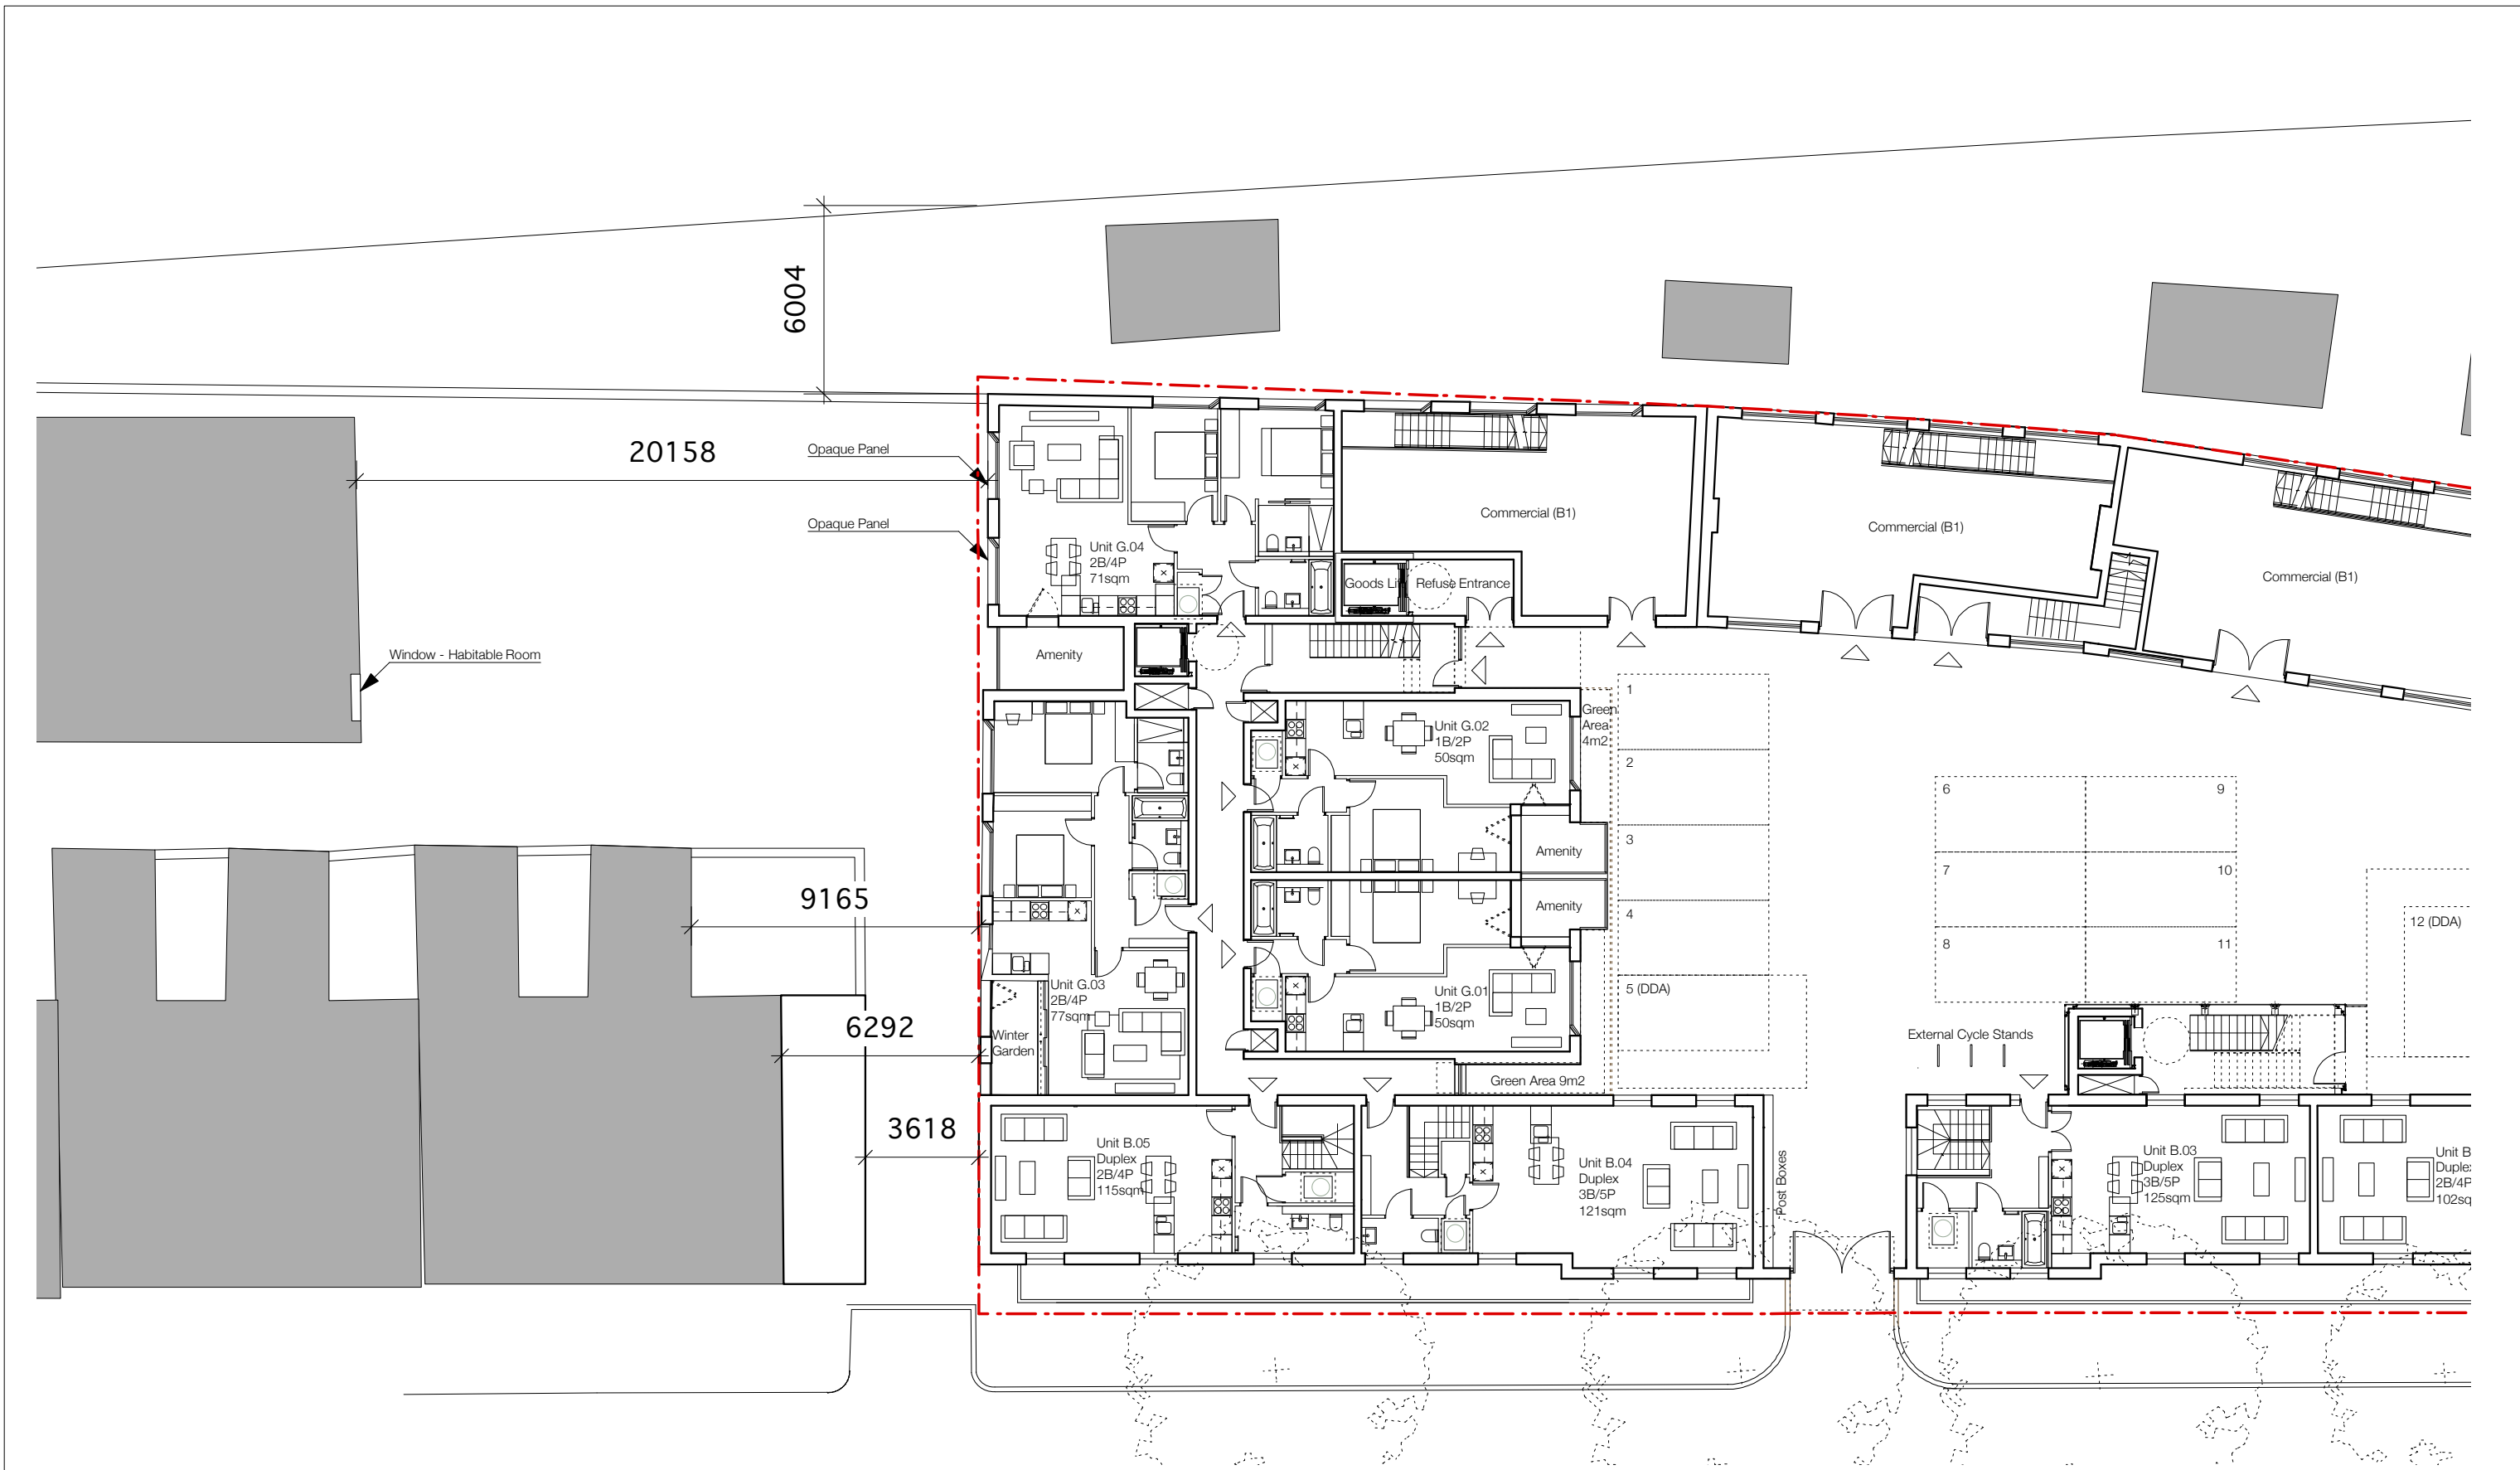 6004
20158
Opaque Panel
Opaque Panel
Window - Habitable Room
9165
6292
3618
Unit G.04
2B/4P
71sqm
Amenity
Goods
Refuse Entrance
Commercial (B1)
Commercial (B1)
Commercial (B1)
Unit G.02
1B/2P
50sqm
Green
Area
4m2
Amenity
Amenity
Unit G.01
1B/2P
50sqm
Green Area 9m2
Unit G.03
2B/4P
77sqm
Winter
Garden
1
2
3
4
5 (DDA)
6
7
8
9
10
11
12 (DDA)
External Cycle Stands
Unit B.05
Duplex
2B/4P
115sqm
Unit B.04
Duplex
3B/5P
121sqm
Post Boxes
Unit B.03
Duplex
3B/5P
125sqm
Unit B
Duplex
2B/4P
102sq